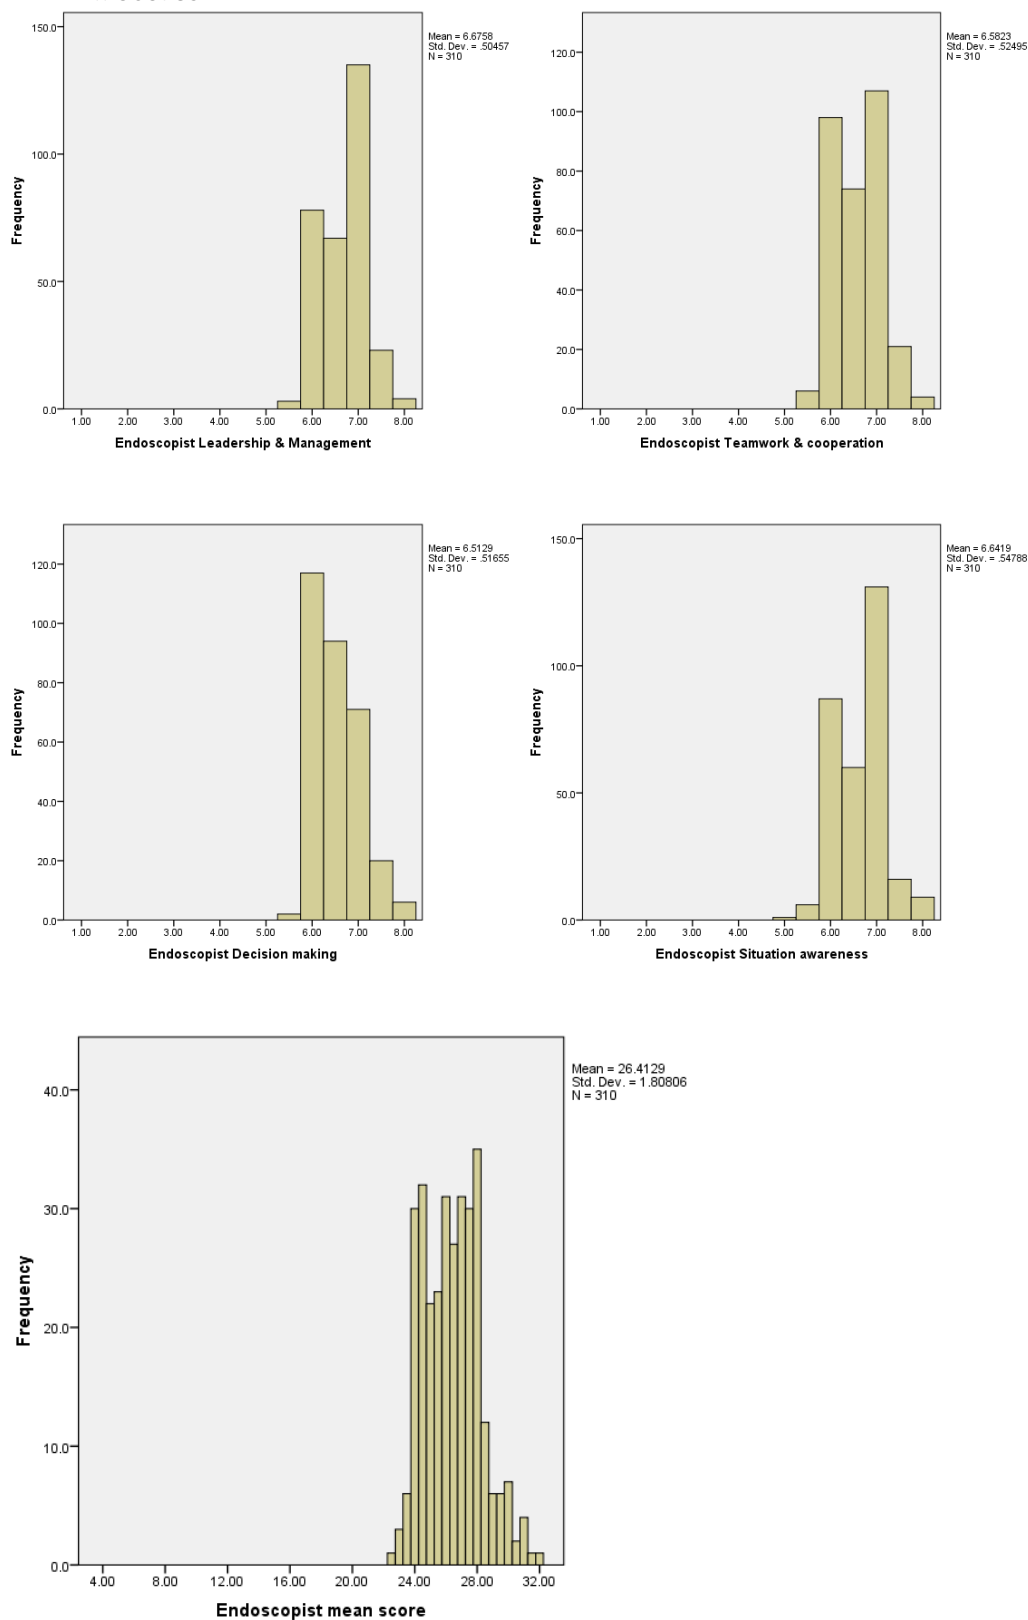 Mean = 6.6758
Std. Dev. = .50457
N = 310
150.0
100.0
50.0
0.0
Frequency
1.00 2.00 3.00 4.00 5.00 6.00 7.00 8.00
Endoscopist Leadership & Management
Mean = 6.5823
Std. Dev. = .52495
N = 310
120.0
100.0
80.0
60.0
40.0
20.0
0.0
Frequency
1.00 2.00 3.00 4.00 5.00 6.00 7.00 8.00
Endoscopist Teamwork & cooperation
Mean = 6.5129
Std. Dev. = .51655
N = 310
120.0
100.0
80.0
60.0
40.0
20.0
0.0
Frequency
1.00 2.00 3.00 4.00 5.00 6.00 7.00 8.00
Endoscopist Decision making
Mean = 6.6419
Std. Dev. = .54788
N = 310
150.0
100.0
50.0
0.0
Frequency
1.00 2.00 3.00 4.00 5.00 6.00 7.00 8.00
Endoscopist Situation awareness
Mean = 26.4129
Std. Dev. = 1.80806
N = 310
40.0
30.0
20.0
10.0
0.0
Frequency
4.00 8.00 12.00 16.00 20.00 24.00 28.00 32.00
Endoscopist mean score